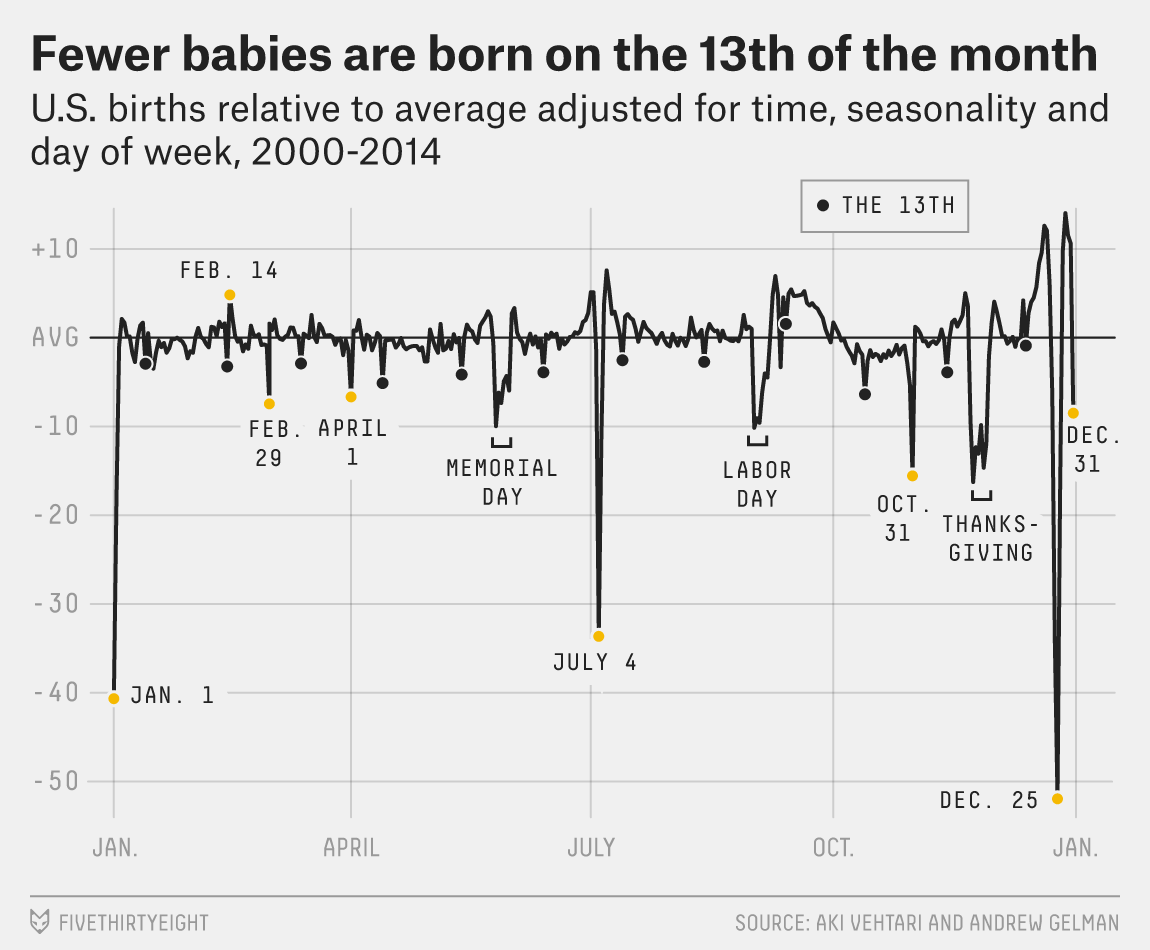 Fewer babies are born on the 13th of the month
U.S. births relative to average adjusted for time, seasonality and
day of week, 2000-2014
THE 13TH
+10
AVG
-10
-20
-30
-40
-50
FEB. 14
FEB.
29
APRIL
1
MEMORIAL
DAY
LABOR
DAY
OCT.
31
THANKS-
GIVING
DEC.
31
JULY 4
JAN. 1
DEC. 25
JAN.
APRIL
JULY
OCT.
JAN.
FIVETHIRTYEIGHT
SOURCE: AKI VEHTARI AND ANDREW GELMAN